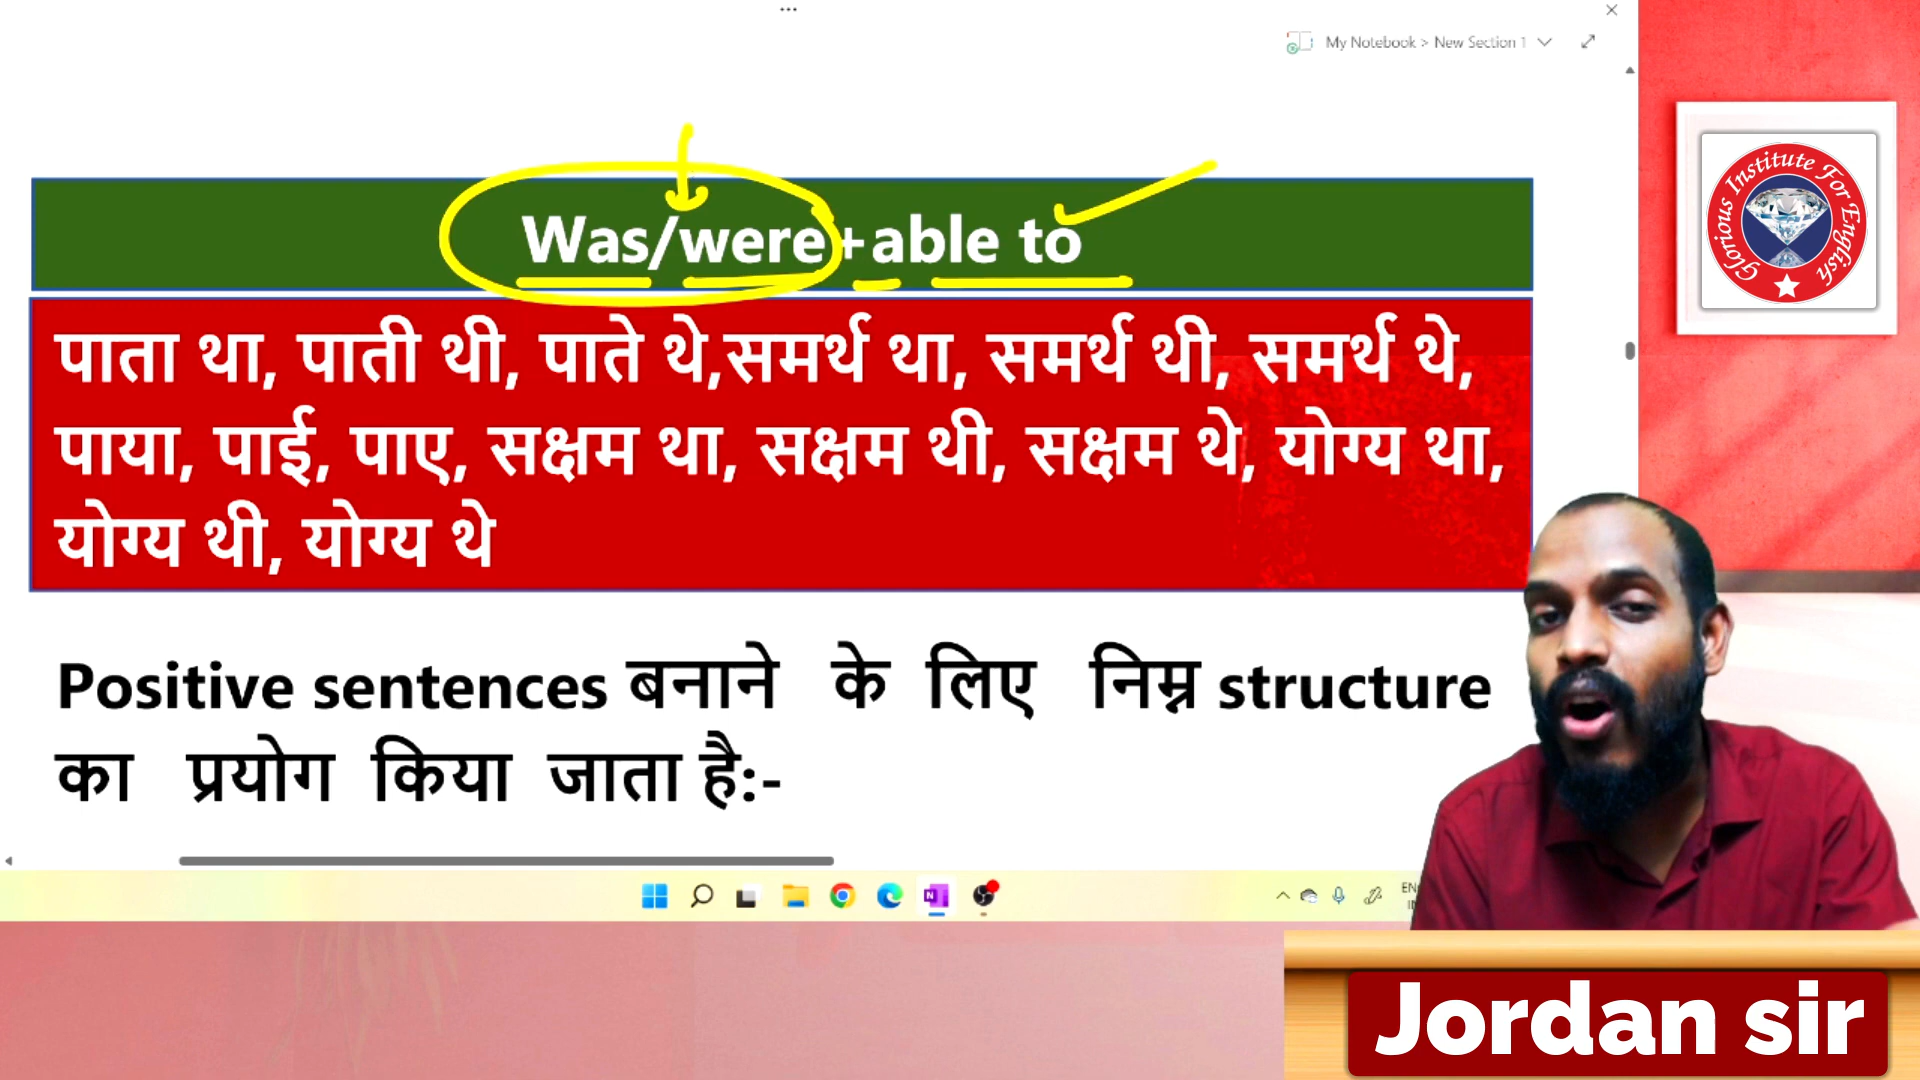 My Notebook > New Section 1
Glorious Institute For English
Was/were+able to
पाता था, पाती थी, पाते थे,समर्थ था, समर्थ थी, समर्थ थे,
पाया, पाई, पाए, सक्षम था, सक्षम थी, सक्षम थे, योग्य था,
योग्य थी, योग्य थे
Positive sentences बनाने के लिए निम्न structure
का प्रयोग किया जाता है:-
Jordan sir